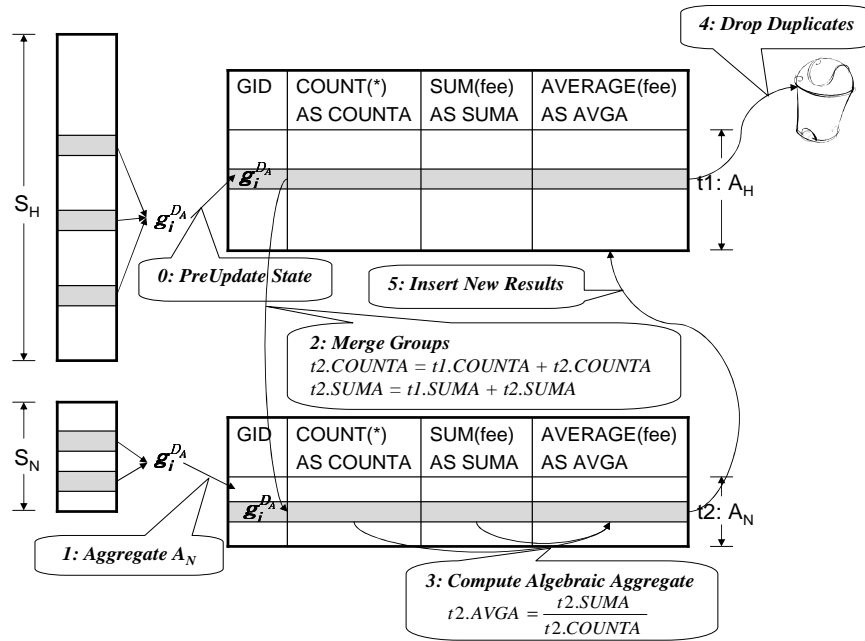 4: Drop Duplicates
GID
COUNT(*)
AS COUNTA
SUM(fee)
AS SUMA
AVERAGE(fee)
AS AVGA
S_H
g_i^{D_A}
g_i^{D_A}
t1: A_H
0: PreUpdate State
5: Insert New Results
2: Merge Groups
t2.COUNTA = t1.COUNTA + t2.COUNTA
t2.SUMA = t1.SUMA + t2.SUMA
GID
COUNT(*)
AS COUNTA
SUM(fee)
AS SUMA
AVERAGE(fee)
AS AVGA
S_N
g_i^{D_A}
g_i^{D_A}
t2: A_N
1: Aggregate A_N
3: Compute Algebraic Aggregate
t2.AVGA = t2.SUMA / t2.COUNTA